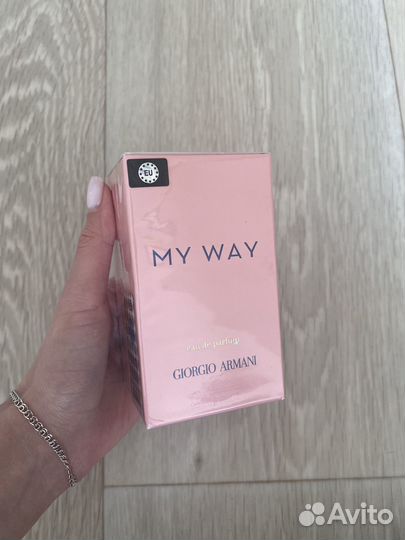 EU
MY WAY
eau de parfum
GIORGIO ARMANI
Avito